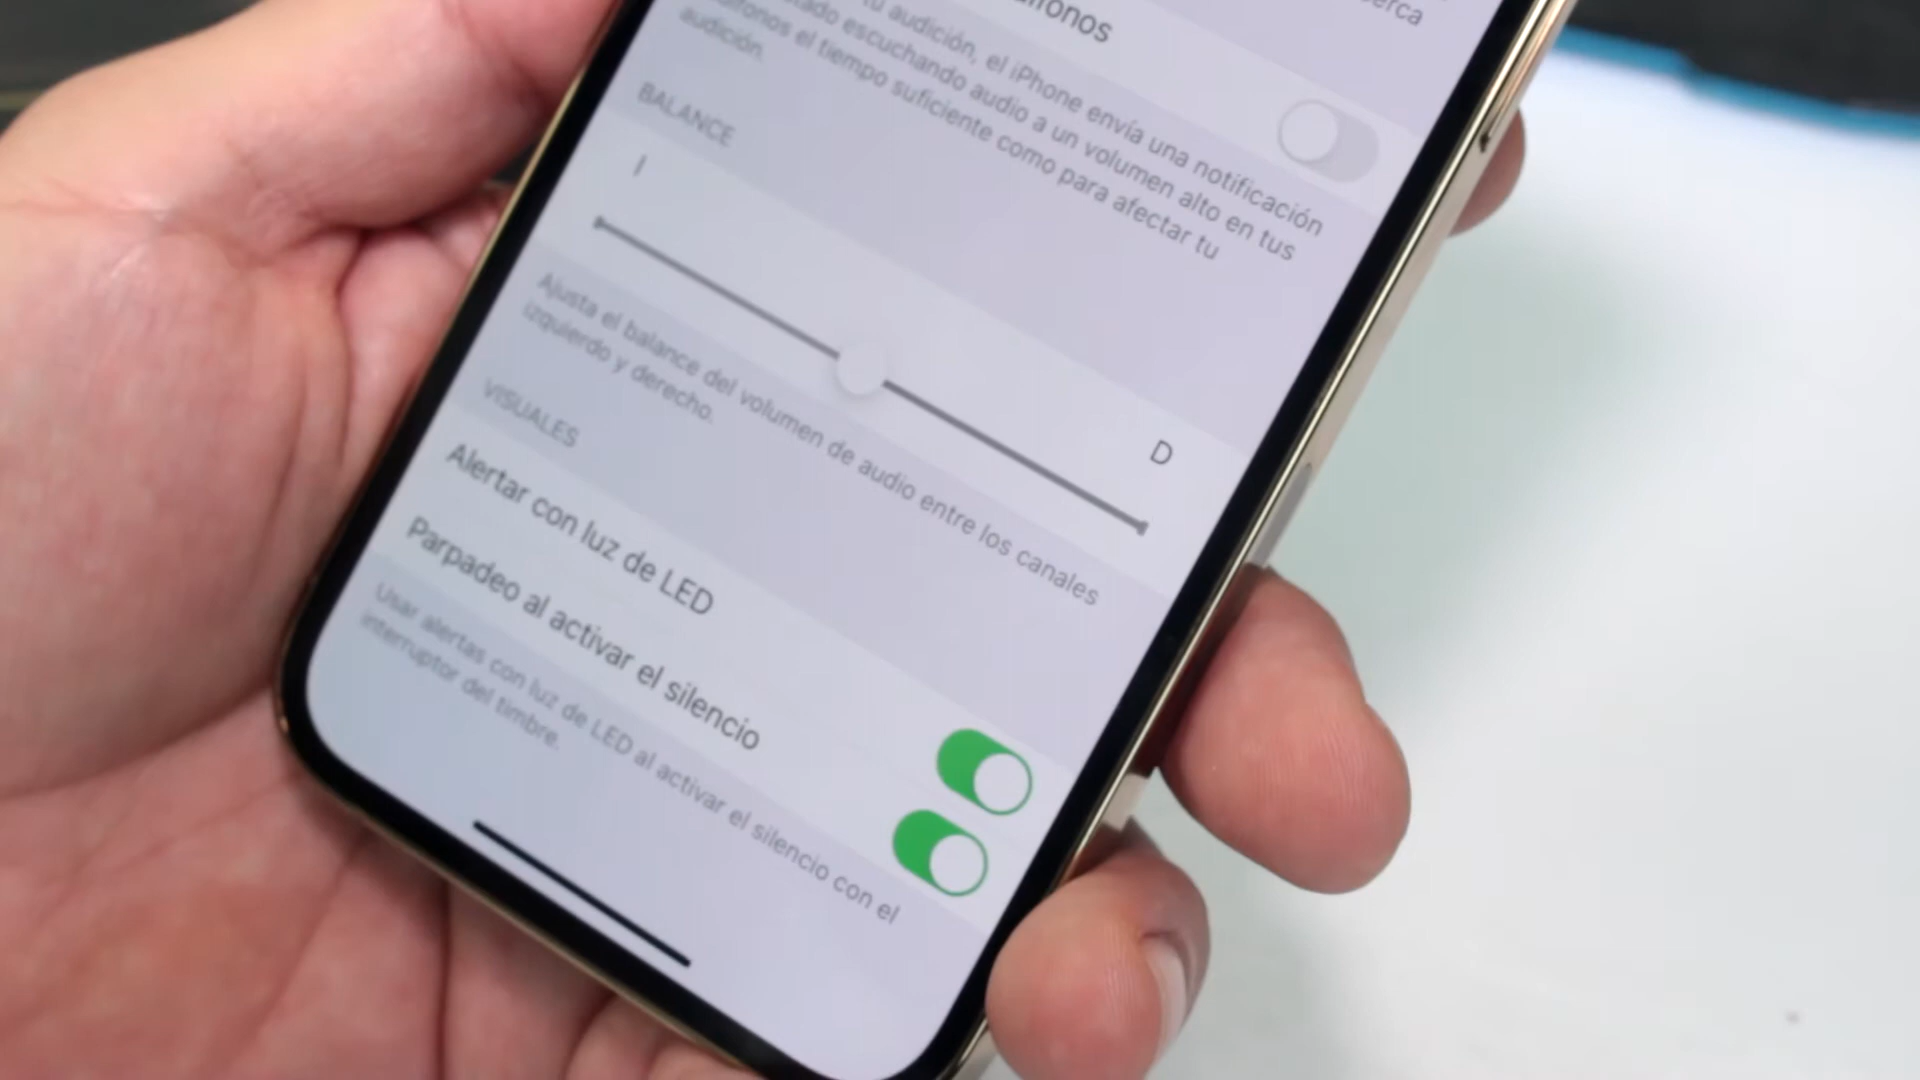 erca
fonos
tu audición, el iPhone envía una notificación
tado escuchando audio a un volumen alto en tus
fonos el tiempo suficiente como para afectar tu
audición.
BALANCE
I
D
Ajusta el balance del volumen de audio entre los canales
izquierdo y derecho.
VISUALES
Alertar con luz de LED
Parpadeo al activar el silencio
Usar alertas con luz de LED al activar el silencio con el
interruptor del timbre.